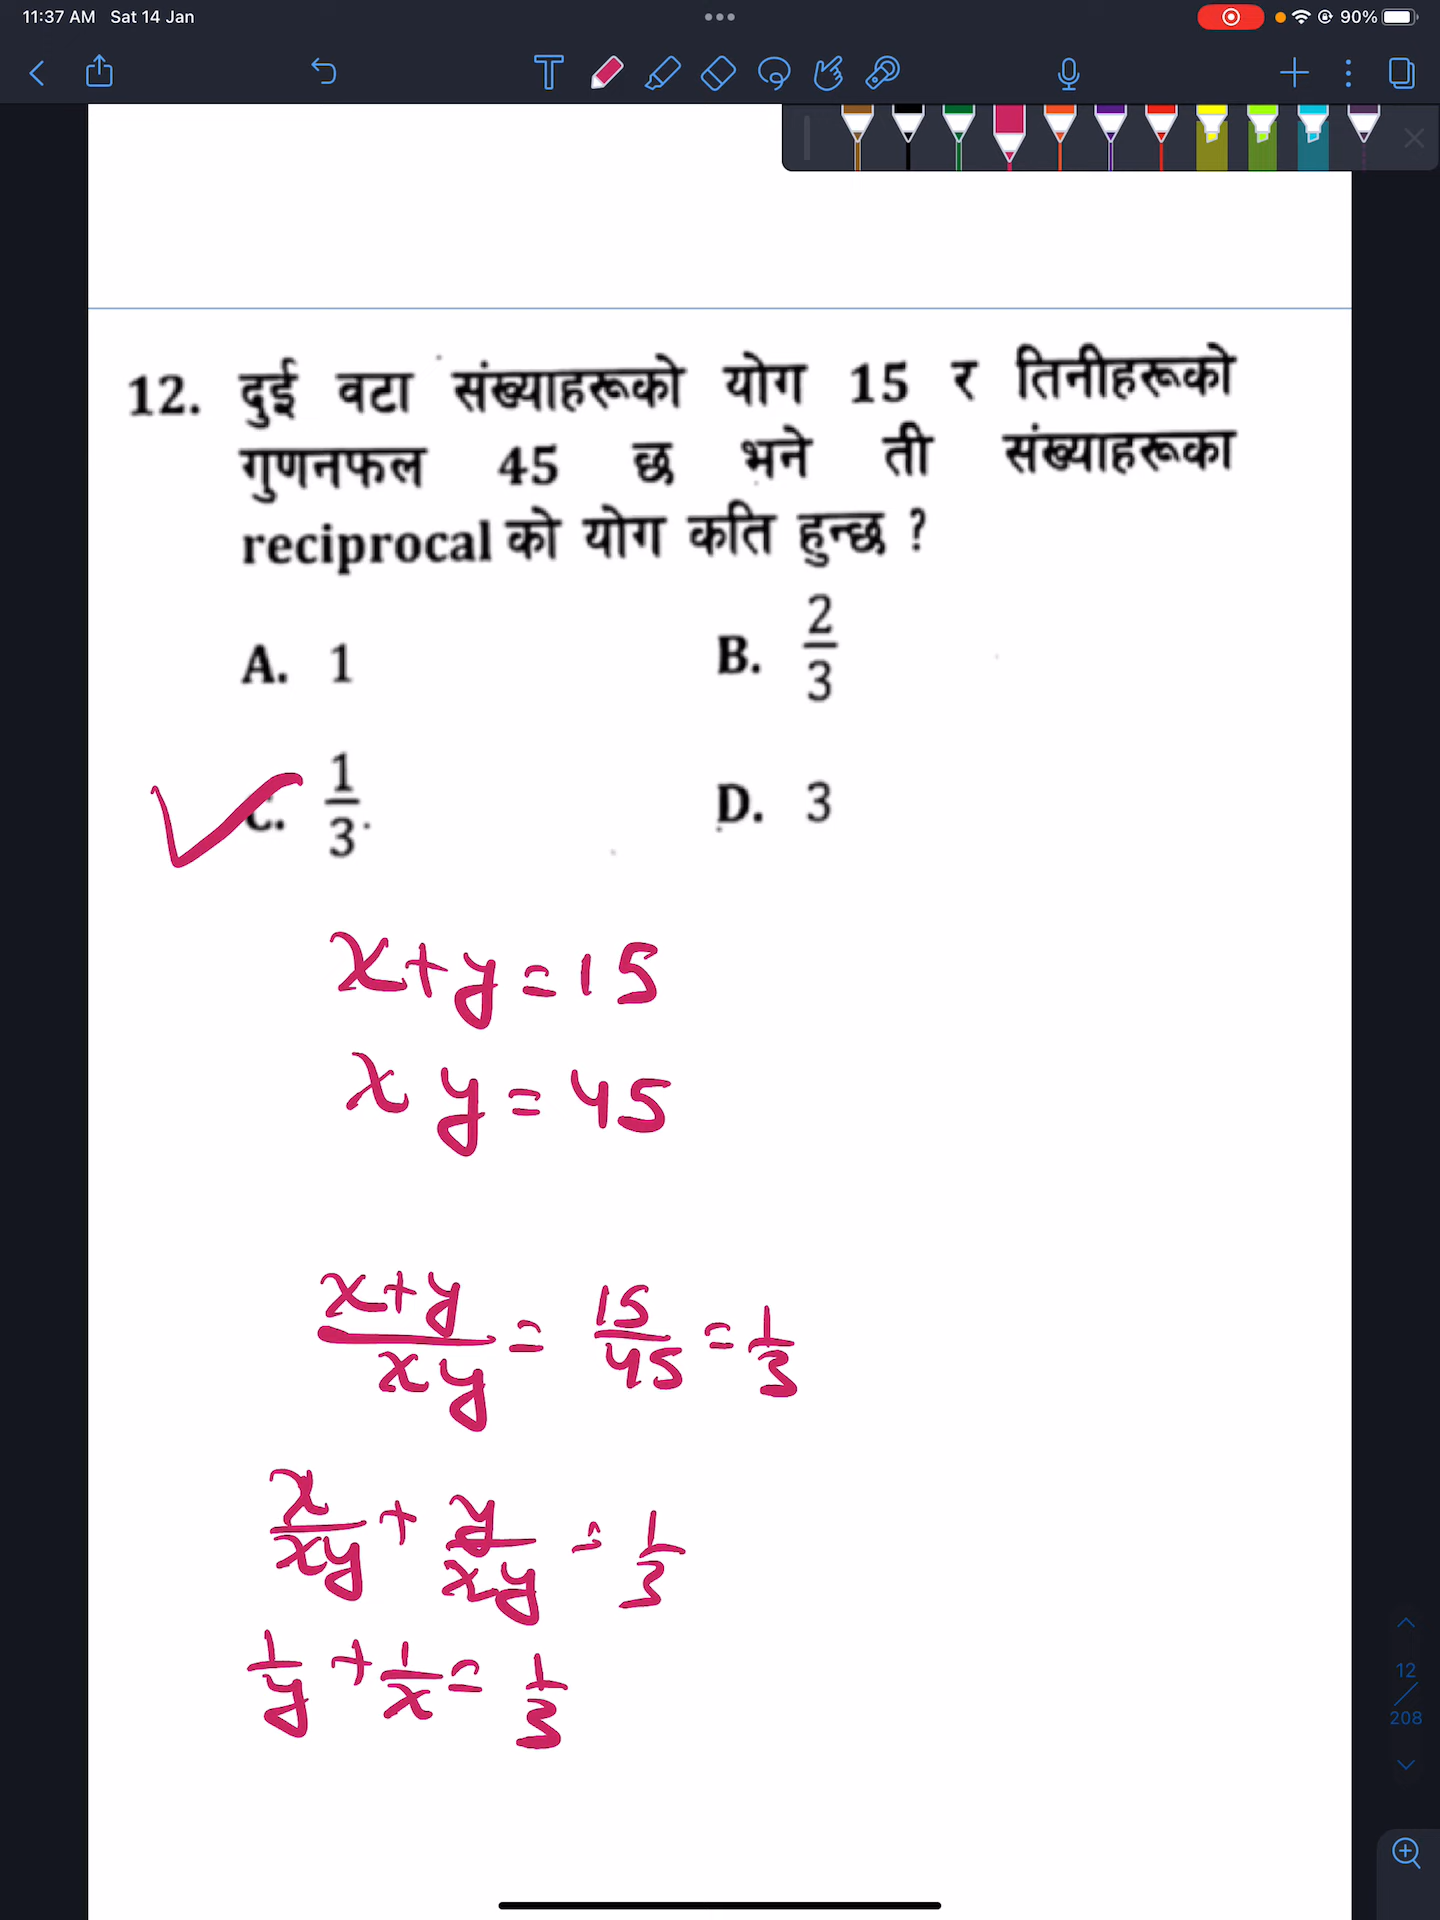 11:37 AM Sat 14 Jan
90%
12. दुई वटा संख्याहरूको योग 15 र तिनीहरूको
गुणनफल 45 छ भने ती संख्याहरूका
reciprocal को योग कति हुन्छ ?
A. 1 B. 2/3
C. 1/3 D. 3
x+y=15
xy=45
x+y/xy = 15/45 = 1/3
x/xy + y/xy = 1/3
1/y + 1/x = 1/3
12
/
208